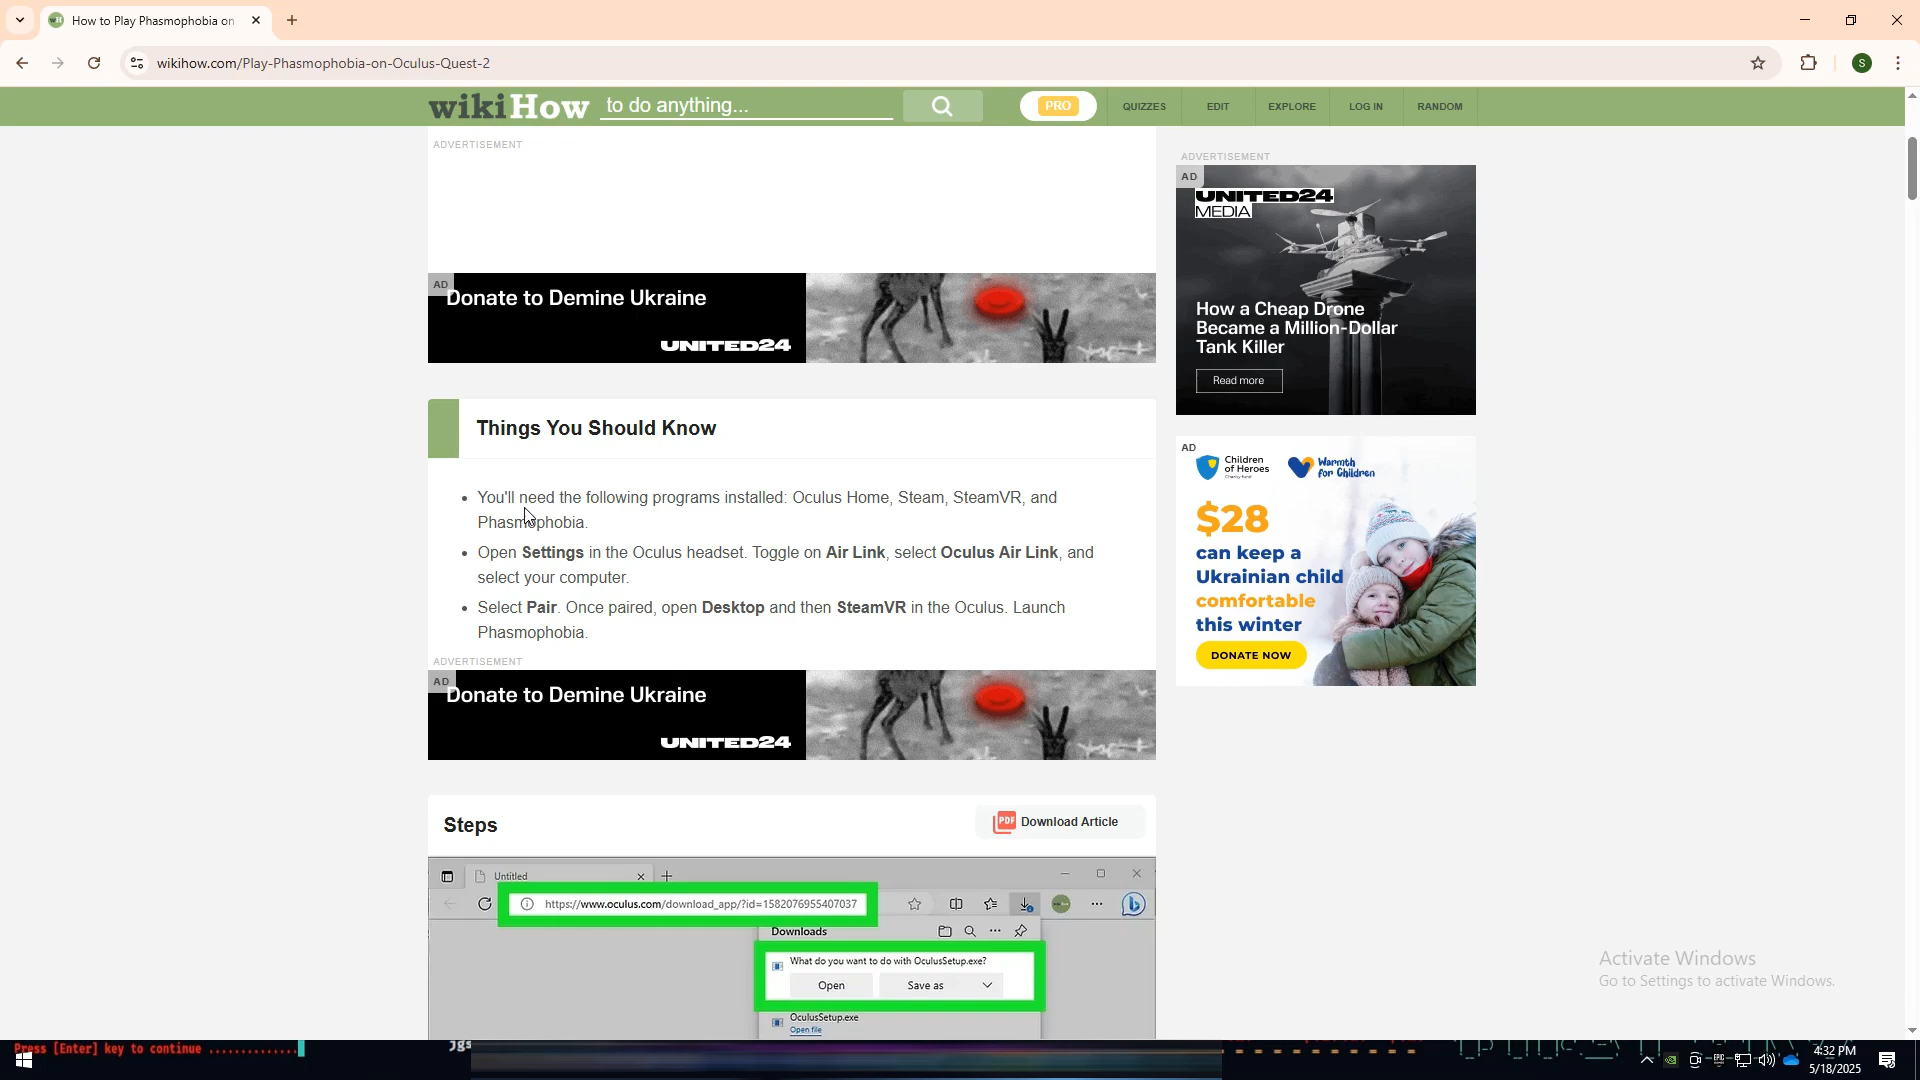 How to Play Phasmophobia on
wikihow.com/Play-Phasmophobia-on-Oculus-Quest-2
S
wikiHow to do anything... PRO QUIZZES EDIT EXPLORE LOG IN RANDOM
ADVERTISEMENT
AD
Donate to Demine Ukraine
UNITED24
Things You Should Know
You'll need the following programs installed: Oculus Home, Steam, SteamVR, and
Phasmophobia.
Open Settings in the Oculus headset. Toggle on Air Link, select Oculus Air Link, and
select your computer.
Select Pair. Once paired, open Desktop and then SteamVR in the Oculus. Launch
Phasmophobia.
ADVERTISEMENT
AD
Donate to Demine Ukraine
UNITED24
Steps
PDF Download Article
Untitled
https://www.oculus.com/download_app/?id=1582076955407037
Downloads
What do you want to do with OculusSetup.exe?
Open Save as
OculusSetup.exe
Open file
ADVERTISEMENT
AD
UNITED24
MEDIA
How a Cheap Drone
Became a Million-Dollar
Tank Killer
Read more
AD
Children
of Heroes
Charity fund
Warmth
for Children
$28
can keep a
Ukrainian child
comfortable
this winter
DONATE NOW
Activate Windows
Go to Settings to activate Windows.
Press [Enter] key to continue ..............
jgs
4:32 PM
5/18/2025